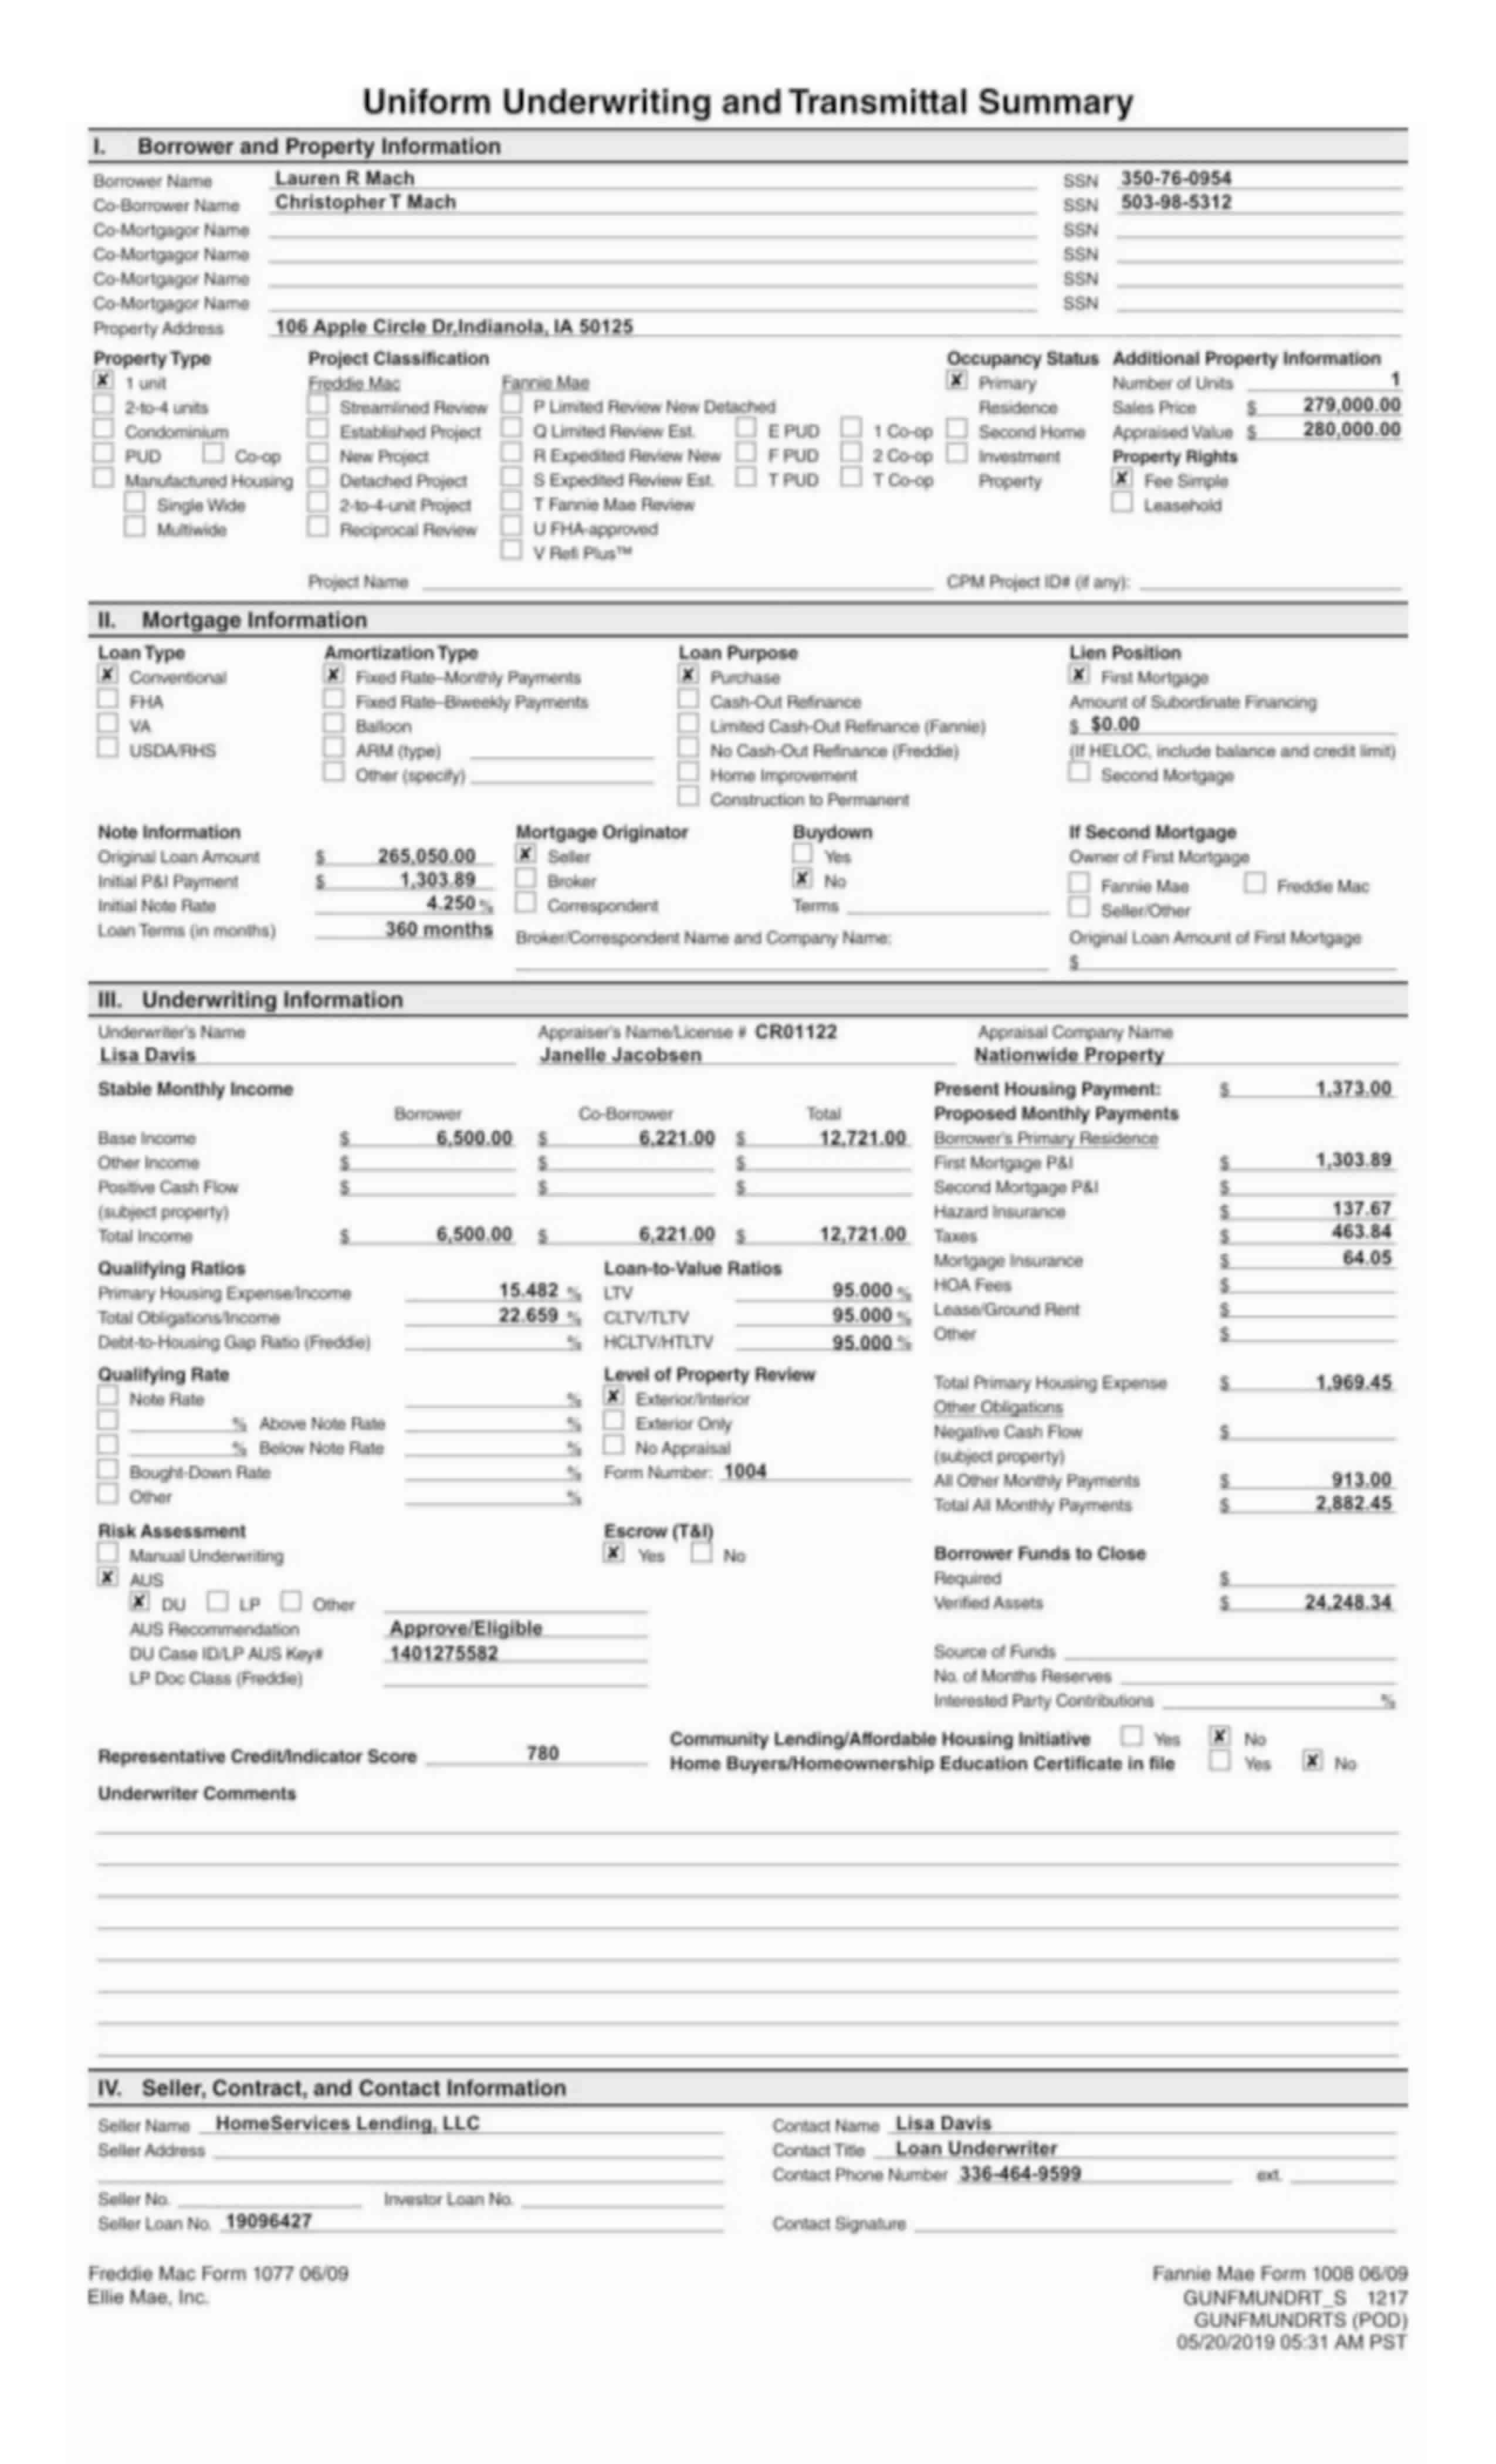 Uniform Underwriting and Transmittal Summary
I. Borrower and Property Information
Borrower Name Lauren R Mach SSN 350-76-0954
Co-Borrower Name Christopher T Mach SSN 503-98-5312
Co-Mortgagor Name SSN
Co-Mortgagor Name SSN
Co-Mortgagor Name SSN
Co-Mortgagor Name SSN
Property Address 106 Apple Circle Dr,Indianola, IA 50125
Property Type Project Classification Occupancy Status Additional Property Information
X 1 unit Freddie Mac Fannie Mae X Primary Number of Units 1
2-to-4 units Streamlined Review P Limited Review New Detached Residence Sales Price $ 279,000.00
Condominium Established Project Q Limited Review Est. E PUD 1 Co-op Second Home Appraised Value $ 280,000.00
PUD Co-op New Project R Expedited Review New F PUD 2 Co-op Investment Property Rights
Manufactured Housing Detached Project S Expedited Review Est. T PUD T Co-op Property X Fee Simple
Single Wide 2-to-4-unit Project T Fannie Mae Review Leasehold
Multiwide Reciprocal Review U FHA-approved
V Refi Plus™
Project Name CPM Project ID# (if any):
II. Mortgage Information
Loan Type Amortization Type Loan Purpose Lien Position
X Conventional X Fixed Rate–Monthly Payments X Purchase X First Mortgage
FHA Fixed Rate–Biweekly Payments Cash-Out Refinance Amount of Subordinate Financing
VA Balloon Limited Cash-Out Refinance (Fannie) $ $0.00
USDA/RHS ARM (type) No Cash-Out Refinance (Freddie) (If HELOC, include balance and credit limit)
Other (specify) Home Improvement Second Mortgage
Construction to Permanent
Note Information Mortgage Originator Buydown If Second Mortgage
Original Loan Amount $ 265,050.00 X Seller Yes Owner of First Mortgage
Initial P&I Payment $ 1,303.89 Broker X No Fannie Mae Freddie Mac
Initial Note Rate 4.250 % Correspondent Terms Seller/Other
Loan Terms (in months) 360 months Broker/Correspondent Name and Company Name: Original Loan Amount of First Mortgage
$
III. Underwriting Information
Underwriter's Name Appraiser's Name/License # CR01122 Appraisal Company Name
Lisa Davis Janelle Jacobsen Nationwide Property
Stable Monthly Income Present Housing Payment: $ 1,373.00
Borrower Co-Borrower Total Proposed Monthly Payments
Base Income $ 6,500.00 $ 6,221.00 $ 12,721.00 Borrower's Primary Residence
Other Income $ $ $ First Mortgage P&I $ 1,303.89
Positive Cash Flow $ $ $ Second Mortgage P&I $
(subject property) Hazard Insurance $ 137.67
Total Income $ 6,500.00 $ 6,221.00 $ 12,721.00 Taxes $ 463.84
Qualifying Ratios Loan-to-Value Ratios Mortgage Insurance $ 64.05
Primary Housing Expense/Income 15.482 % LTV 95.000 % HOA Fees $
Total Obligations/Income 22.659 % CLTV/TLTV 95.000 % Lease/Ground Rent $
Debt-to-Housing Gap Ratio (Freddie) % HCLTV/HTLTV 95.000 % Other $
Qualifying Rate Level of Property Review Total Primary Housing Expense $ 1,969.45
Note Rate % X Exterior/Interior Other Obligations
% Above Note Rate % Exterior Only Negative Cash Flow $
% Below Note Rate % No Appraisal (subject property)
Bought-Down Rate % Form Number: 1004 All Other Monthly Payments $ 913.00
Other % Total All Monthly Payments $ 2,882.45
Risk Assessment Escrow (T&I)
Manual Underwriting X Yes No Borrower Funds to Close
X AUS Required $
X DU LP Other Verified Assets $ 24,248.34
AUS Recommendation Approve/Eligible
DU Case ID/LP AUS Key# 1401275582 Source of Funds
LP Doc Class (Freddie) No. of Months Reserves
Interested Party Contributions %
Community Lending/Affordable Housing Initiative Yes X No
Representative Credit/Indicator Score 780 Home Buyers/Homeownership Education Certificate in file Yes X No
Underwriter Comments
IV. Seller, Contract, and Contact Information
Seller Name HomeServices Lending, LLC Contact Name Lisa Davis
Seller Address Contact Title Loan Underwriter
Contact Phone Number 336-464-9599 ext.
Seller No. Investor Loan No.
Seller Loan No. 19096427 Contact Signature
Freddie Mac Form 1077 06/09 Fannie Mae Form 1008 06/09
Ellie Mae, Inc. GUNFMUNDRT_S 1217
GUNFMUNDRTS (POD)
05/20/2019 05:31 AM PST